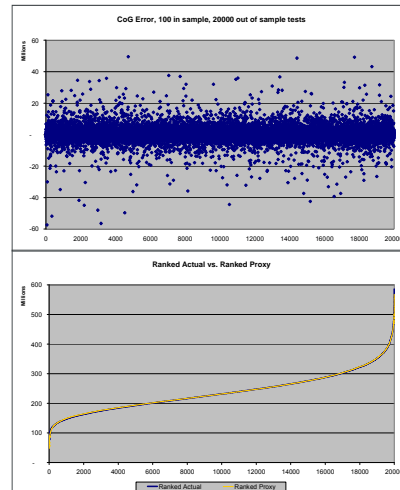 CoG Error, 100 in sample, 20000 out of sample tests
Millions
60
40
20
-
-20
-40
-60
0 2000 4000 6000 8000 10000 12000 14000 16000 18000 20000
Ranked Actual vs. Ranked Proxy
Millions
600
500
400
300
200
100
-
0 2000 4000 6000 8000 10000 12000 14000 16000 18000 20000
Ranked Actual Ranked Proxy